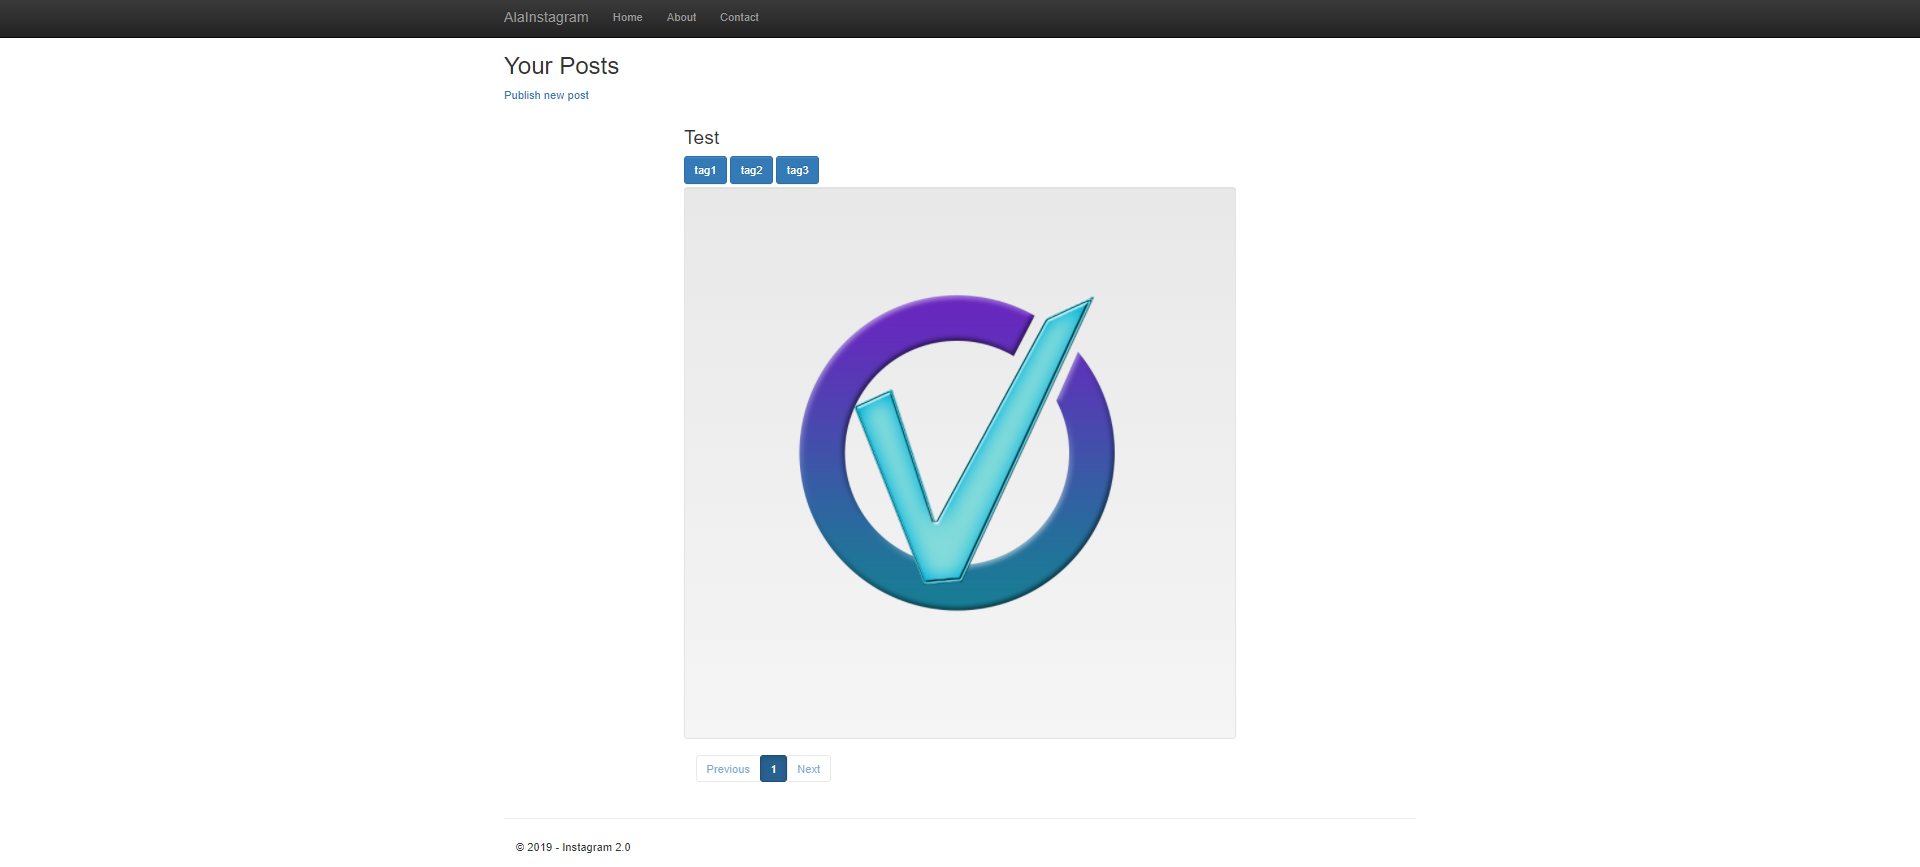 AlaInstagram Home About Contact
Your Posts
Publish new post
Test
tag1 tag2 tag3
Previous 1 Next
© 2019 - Instagram 2.0